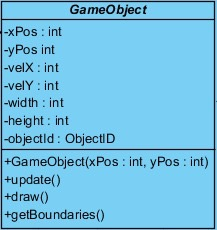 GameObject
-xPos : int
-yPos int
-velX : int
-velY : int
-width : int
-height : int
-objectId : ObjectID
+GameObject(xPos : int, yPos : int)
+update()
+draw()
+getBoundaries()